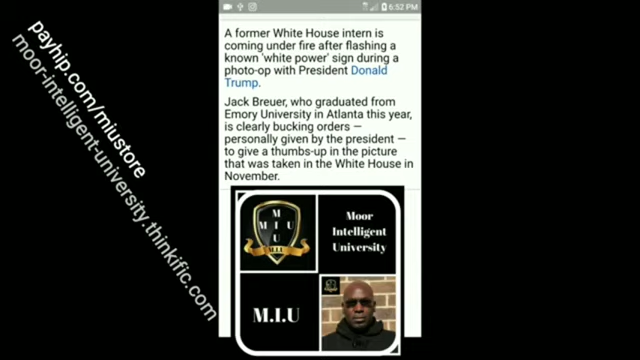 6:52 PM
A former White House intern is
coming under fire after flashing a
known 'white power' sign during a
photo-op with President Donald
Trump.
Jack Breuer, who graduated from
Emory University in Atlanta this year,
is clearly bucking orders —
personally given by the president —
to give a thumbs-up in the picture
that was taken in the White House in
November.
payhip.com/miustore
moor-intelligent-university.thinkific.com
M
M I U
U
M.I.U
Moor
Intelligent
University
M.I.U